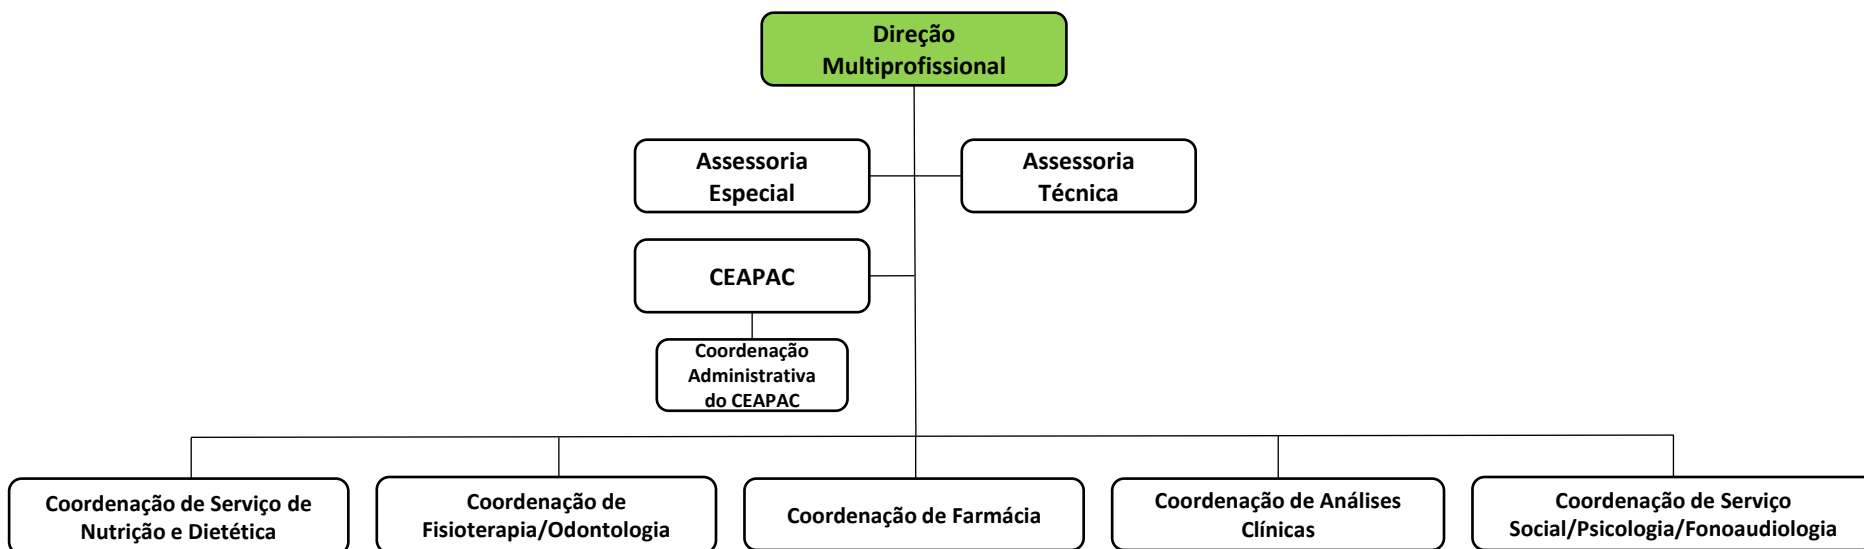 Direção
Multiprofissional
Assessoria
Especial
Assessoria
Técnica
CEAPAC
Coordenação
Administrativa
do CEAPAC
Coordenação de Serviço de
Nutrição e Dietética
Coordenação de
Fisioterapia/Odontologia
Coordenação de Farmácia
Coordenação de Análises
Clínicas
Coordenação de Serviço
Social/Psicologia/Fonoaudiologia